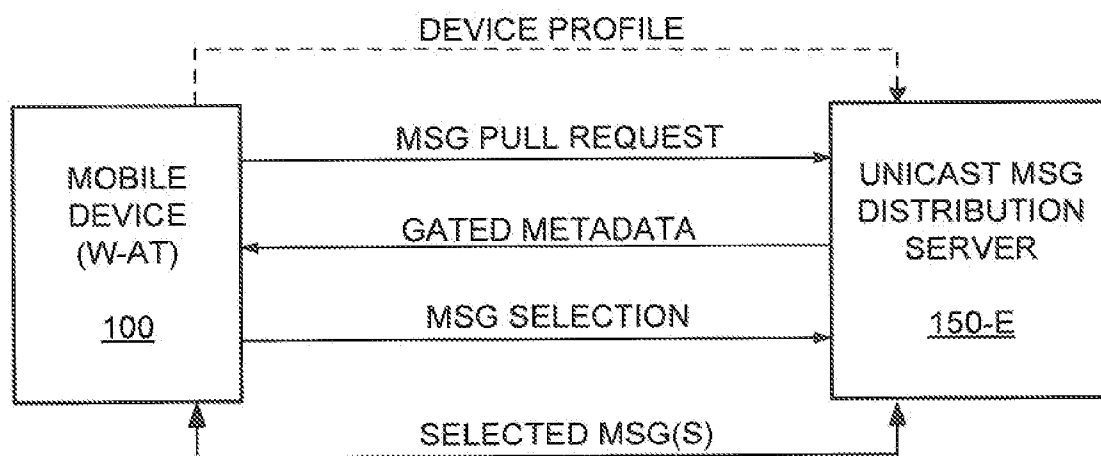 DEVICE PROFILE
MSG PULL REQUEST
MOBILE
DEVICE
(W-AT)
100
UNICAST MSG
DISTRIBUTION
SERVER
150-E
GATED METADATA
MSG SELECTION
SELECTED MSG(S)